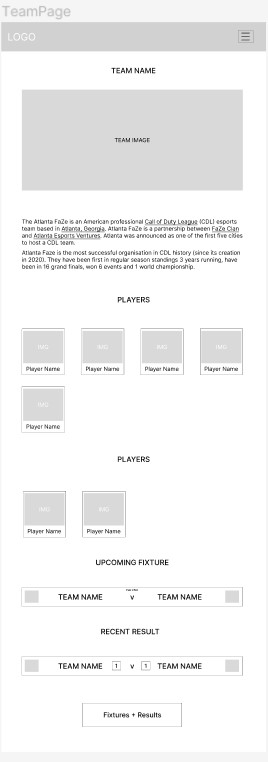 TeamPage
LOGO
TEAM NAME
TEAM IMAGE
The Atlanta FaZe is an American professional Call of Duty League (CDL) esports
team based in Atlanta, Georgia. Atlanta FaZe is a partnership between FaZe Clan
and Atlanta Esports Ventures. Atlanta was announced as one of the first five cities
to host a CDL team.
Atlanta Faze is the most successful organisation in CDL history (since its creation
in 2020). They have been first in regular season standings 3 years running, have
been in 16 grand finals, won 6 events and 1 world championship.
PLAYERS
IMG IMG IMG IMG
Player Name Player Name Player Name Player Name
IMG
Player Name
PLAYERS
IMG IMG
Player Name Player Name
UPCOMING FIXTURE
TEAM NAME v TEAM NAME
RECENT RESULT
TEAM NAME 1 v 1 TEAM NAME
Fixtures + Results